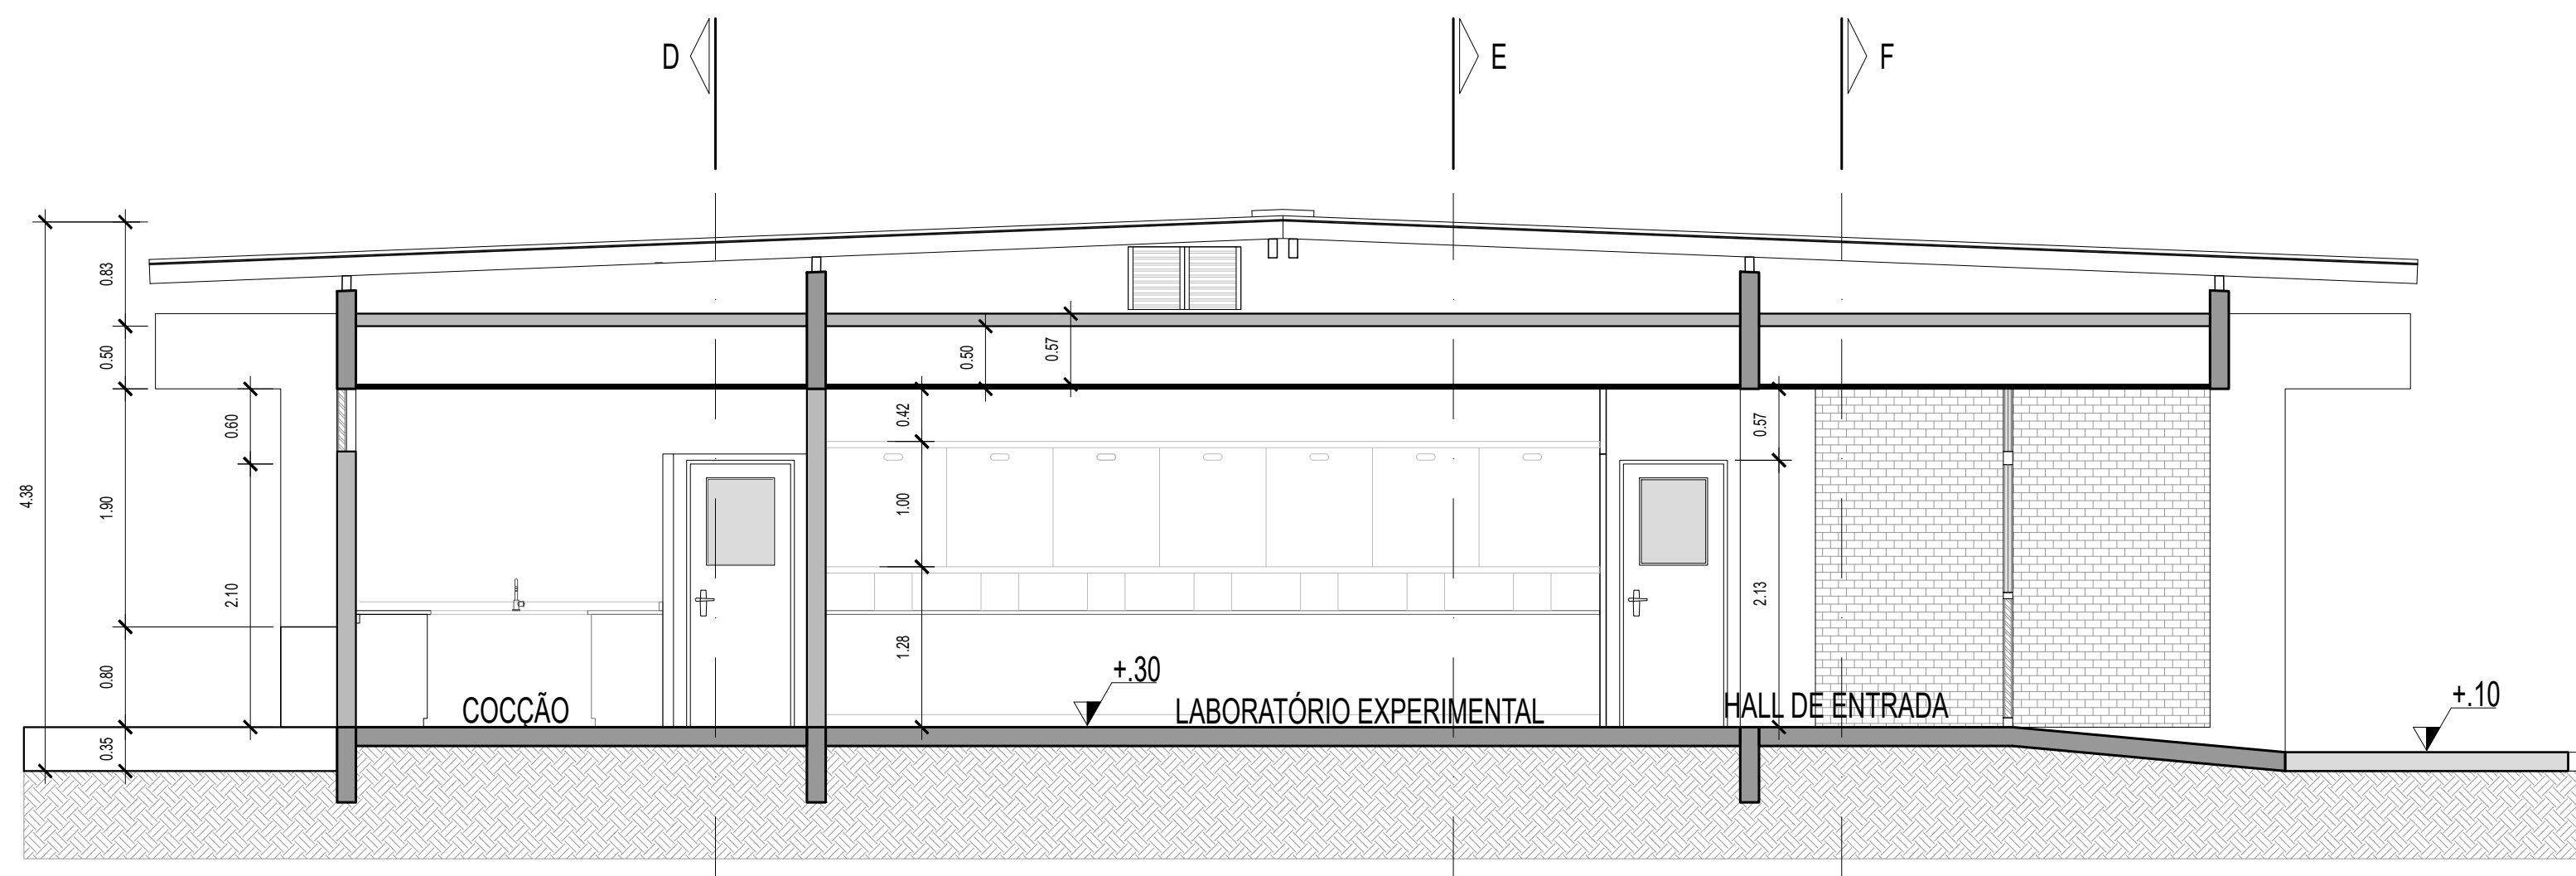 D
E
F
0.83
0.50
0.57
0.50
0.60
0.42
0.57
4.38
1.90
1.00
2.10
2.13
1.28
0.80
+.30
+.10
COCÇÃO
LABORATÓRIO EXPERIMENTAL
HALL DE ENTRADA
0.35